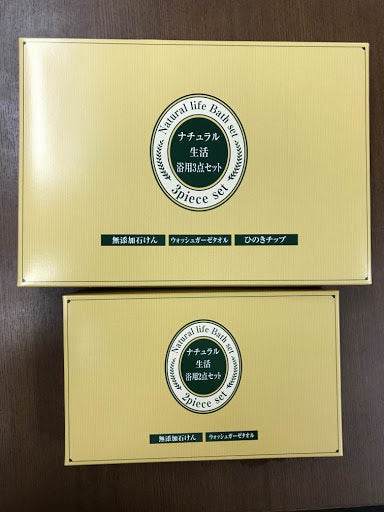 Natural life Bath set
ナチュラル
生活
浴用3点セット
3piece set
無添加石けん
ウォッシュガーゼタオル
ひのきチップ
Natural life Bath set
ナチュラル
生活
浴用2点セット
2piece set
無添加石けん
ウォッシュガーゼタオル